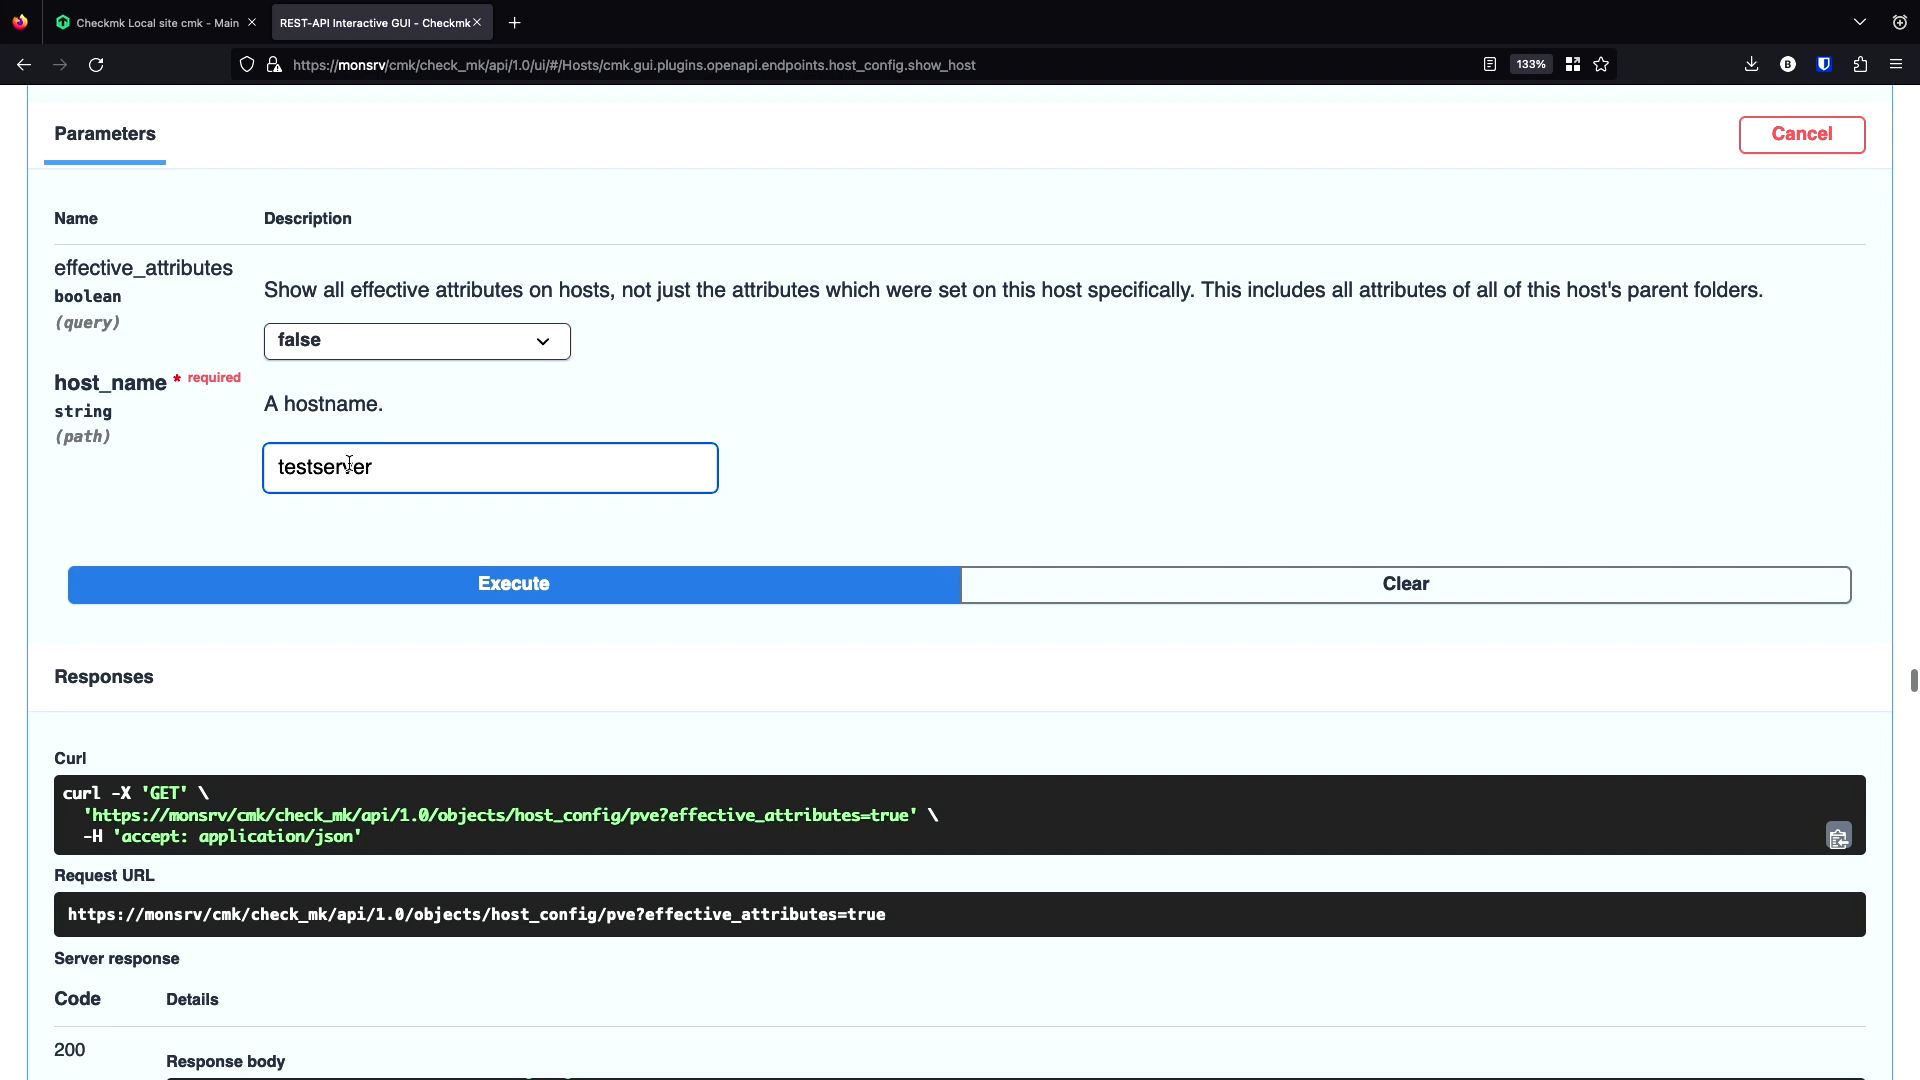 Checkmk Local site cmk - Main
REST-API Interactive GUI - Checkmk
https://monsrv/cmk/check_mk/api/1.0/ui/#/Hosts/cmk.gui.plugins.openapi.endpoints.host_config.show_host
133%
B
Parameters
Cancel
Name
Description
effective_attributes
boolean
(query)
Show all effective attributes on hosts, not just the attributes which were set on this host specifically. This includes all attributes of all of this host's parent folders.
false
host_name * required
string
(path)
A hostname.
testserver
Execute
Clear
Responses
Curl
curl -X 'GET' \
'https://monsrv/cmk/check_mk/api/1.0/objects/host_config/pve?effective_attributes=true' \
-H 'accept: application/json'
Request URL
https://monsrv/cmk/check_mk/api/1.0/objects/host_config/pve?effective_attributes=true
Server response
Code
Details
200
Response body